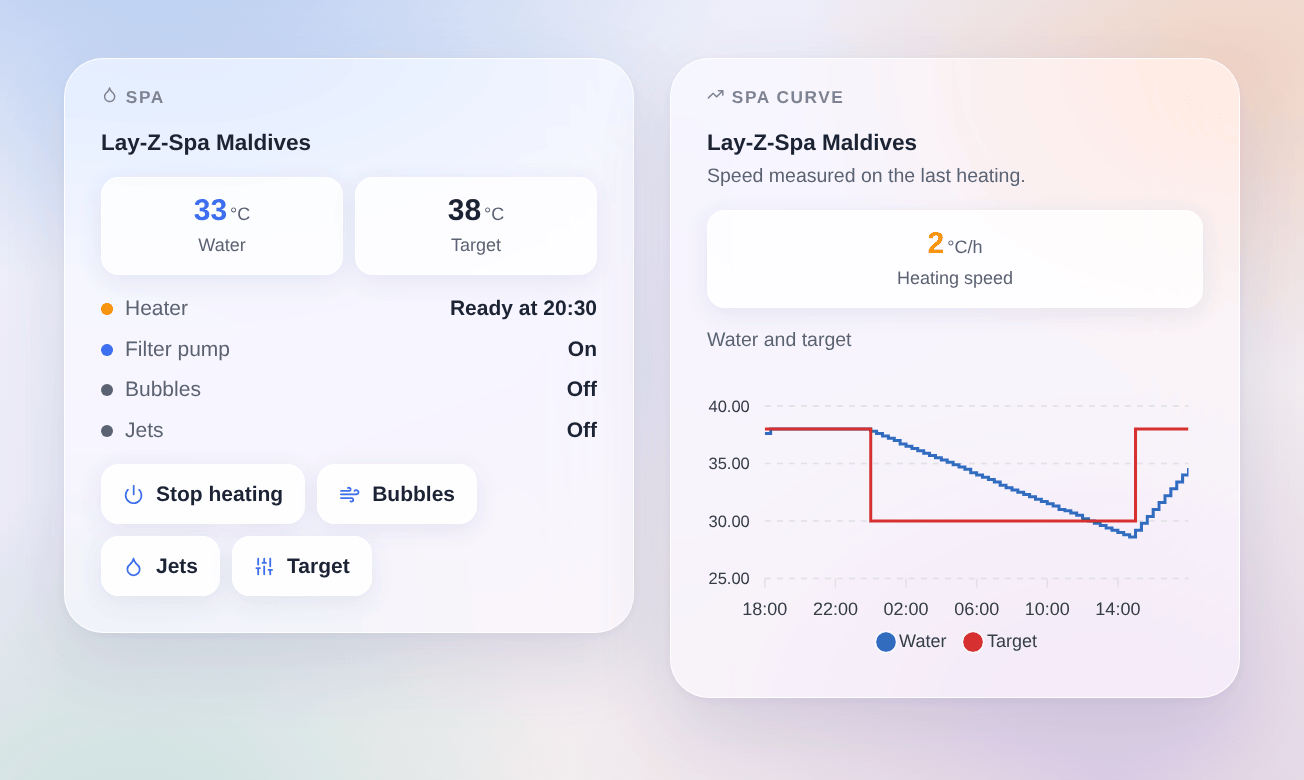 SPA
Lay-Z-Spa Maldives
33 °C
Water
38 °C
Target
Heater Ready at 20:30
Filter pump On
Bubbles Off
Jets Off
Stop heating
Bubbles
Jets
Target
SPA CURVE
Lay-Z-Spa Maldives
Speed measured on the last heating.
2 °C/h
Heating speed
Water and target
40.00
35.00
30.00
25.00
18:00 22:00 02:00 06:00 10:00 14:00
Water Target